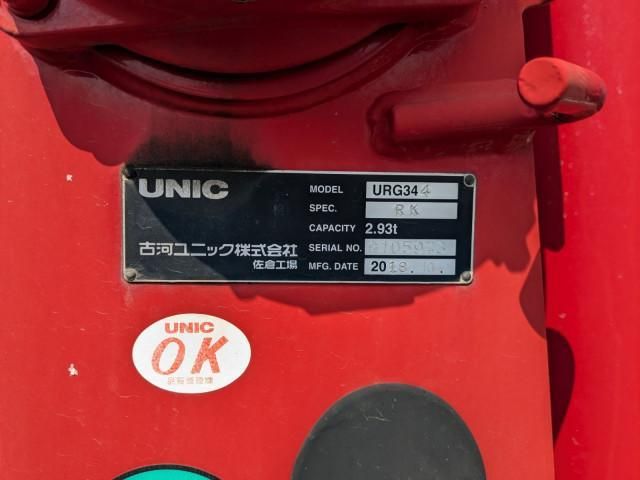 UNIC
MODEL URG344
SPEC. RK
CAPACITY 2.93t
古河ユニック株式会社
SERIAL NO.
佐倉工場
MFG. DATE 2018.
UNIC
OK